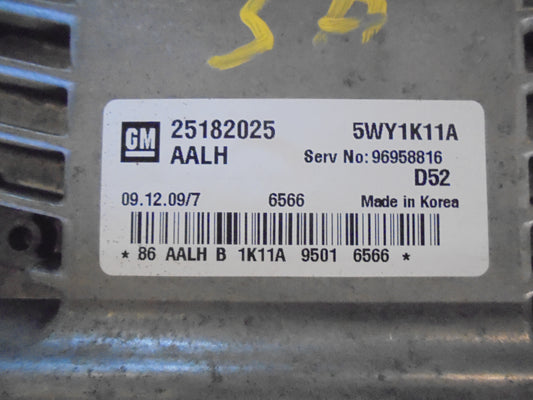 GM 25182025 5WY1K11A
AALH Serv No: 96958816
D52
09.12.09/7 6566 Made in Korea
* 86 AALH B 1K11A 9501 6566 *